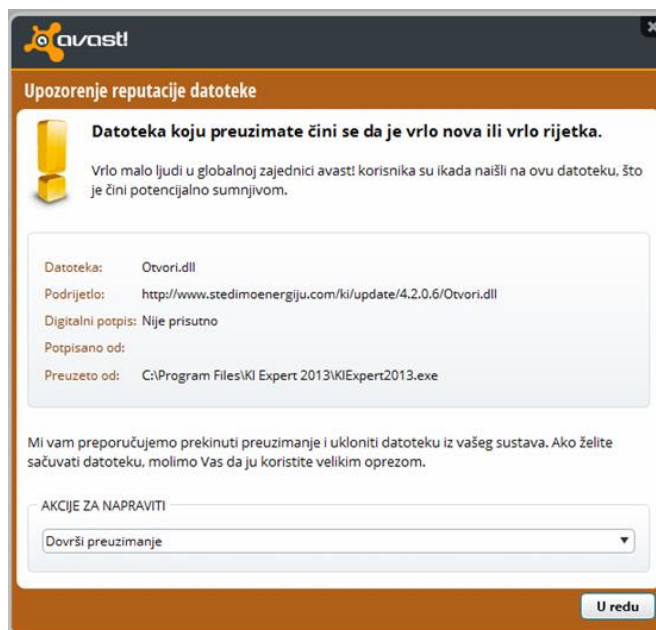 avast!
Upozorenje reputacije datoteke
Datoteka koju preuzimate čini se da je vrlo nova ili vrlo rijetka.
Vrlo malo ljudi u globalnoj zajednici avast! korisnika su ikada naišli na ovu datoteku, što
je čini potencijalno sumnjivom.
Datoteka: Otvori.dll
Podrijetlo: http://www.stedimoenergiju.com/ki/update/4.2.0.6/Otvori.dll
Digitalni potpis: Nije prisutno
Potpisano od:
Preuzeto od: C:\Program Files\KI Expert 2013\KIExpert2013.exe
Mi vam preporučujemo prekinuti preuzimanje i ukloniti datoteku iz vašeg sustava. Ako želite
sačuvati datoteku, molimo Vas da ju koristite velikim oprezom.
AKCIJE ZA NAPRAVITI
Dovrši preuzimanje
U redu